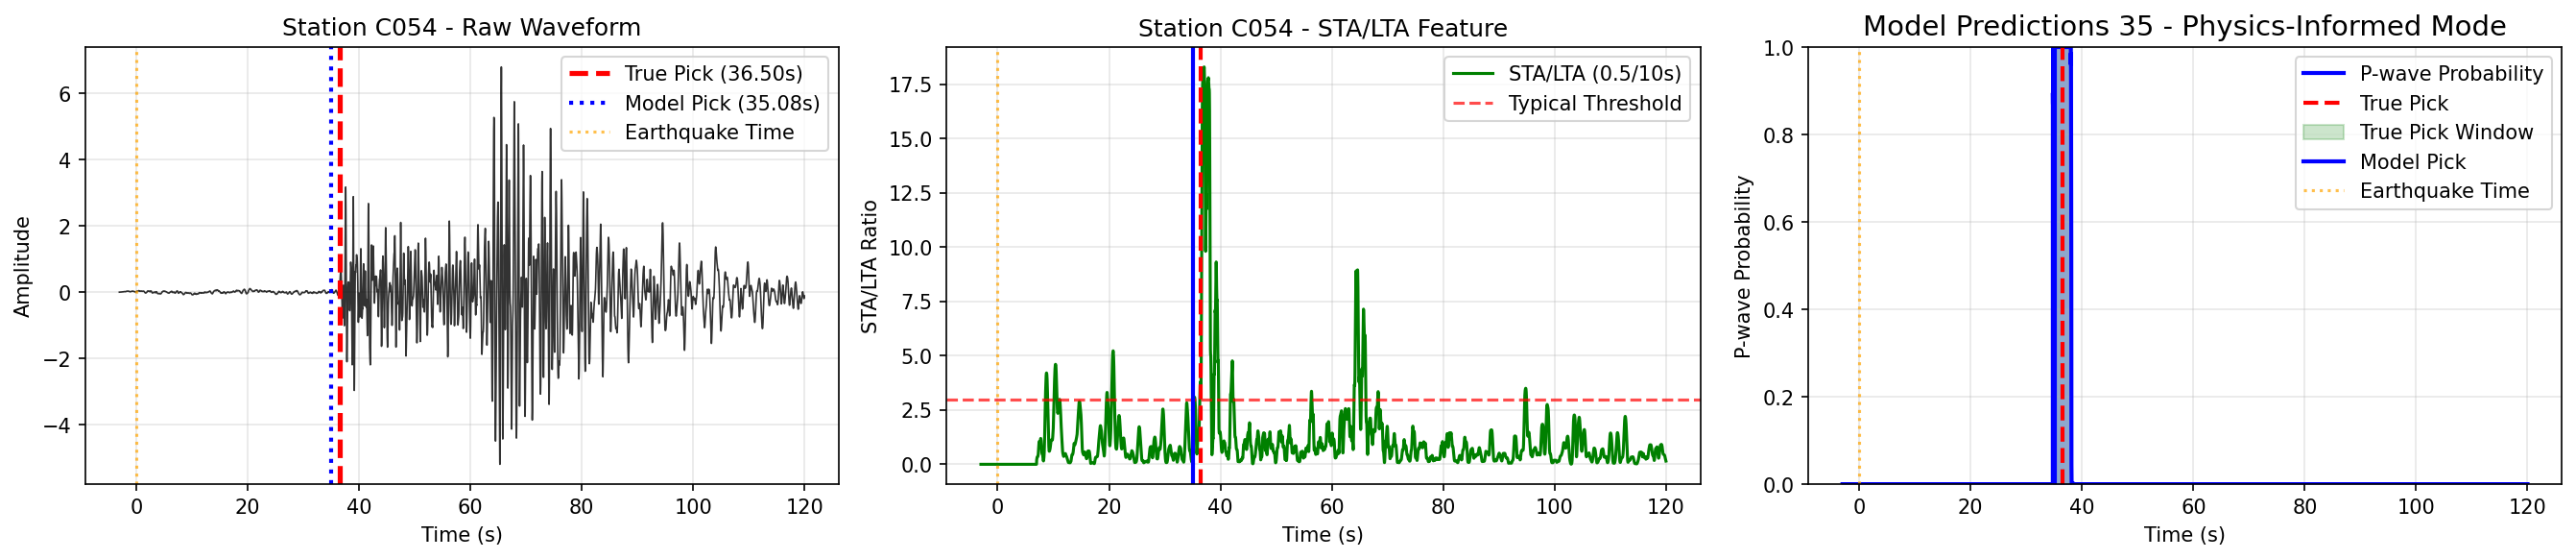 Station C054 - Raw Waveform
True Pick (36.50s)
Model Pick (35.08s)
Earthquake Time
Amplitude
6
4
2
0
−2
−4
0 20 40 60 80 100 120
Time (s)
Station C054 - STA/LTA Feature
STA/LTA (0.5/10s)
Typical Threshold
STA/LTA Ratio
17.5
15.0
12.5
10.0
7.5
5.0
2.5
0.0
0 20 40 60 80 100 120
Time (s)
Model Predictions 35 - Physics-Informed Mode
P-wave Probability
True Pick
True Pick Window
Model Pick
Earthquake Time
P-wave Probability
1.0
0.8
0.6
0.4
0.2
0.0
0 20 40 60 80 100 120
Time (s)